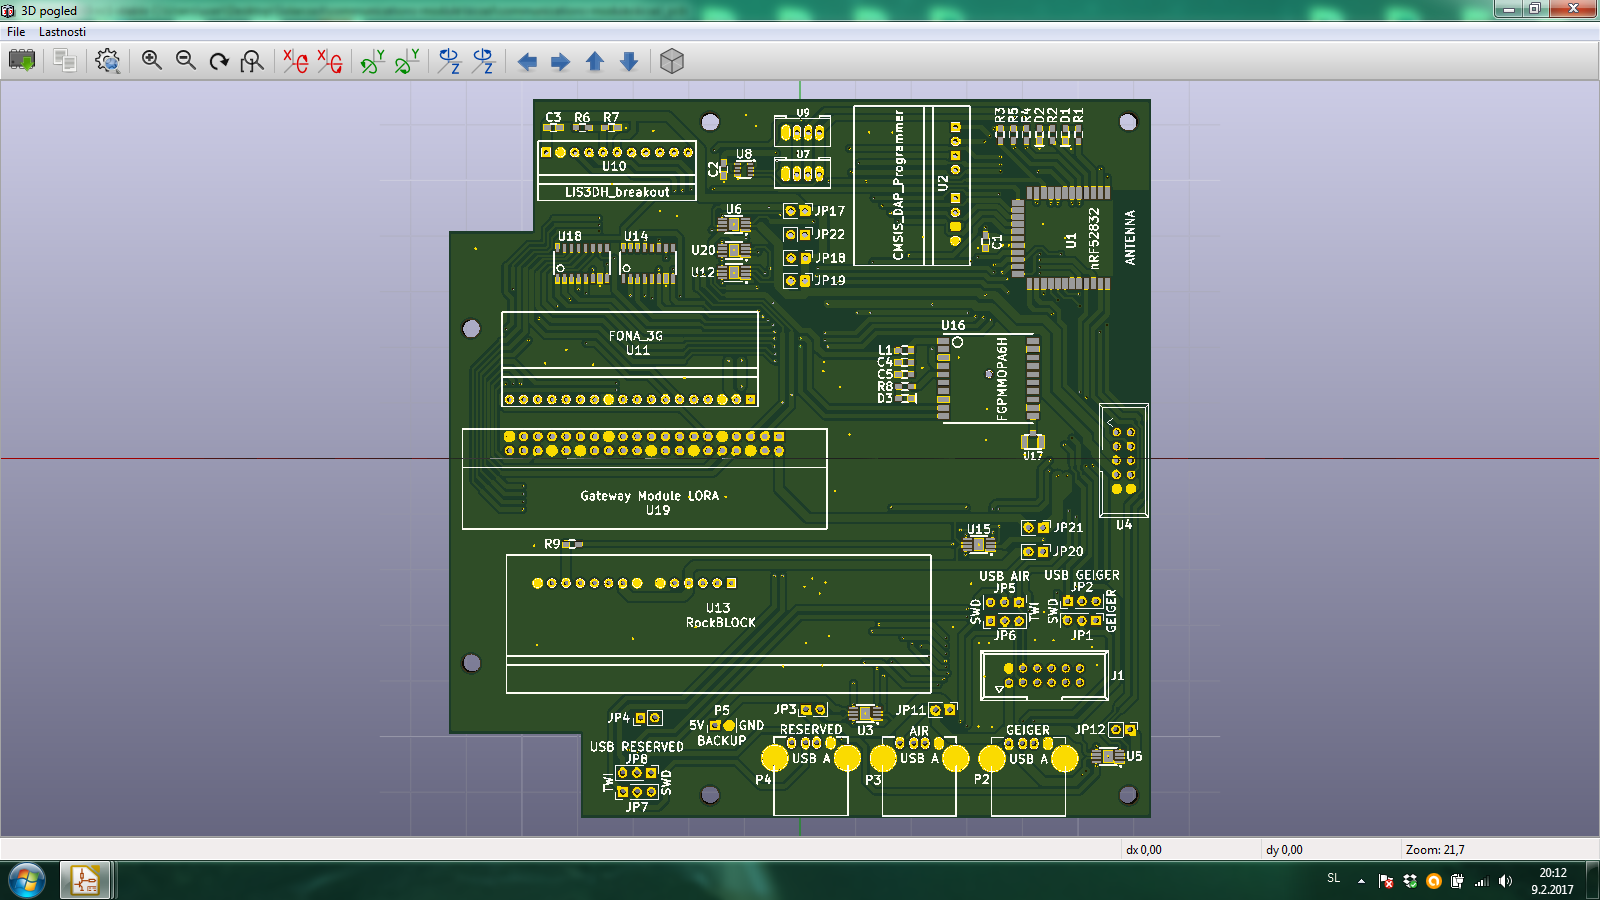 3D pogled
File Lastnosti
C3 R6 R7
U10
LIS3DH_breakout
C2
U8
U9
U7
CMSIS_DAP_Programmer
U2
R3 R5 R4 D2 R2 D1 R1
C1
U1
nRF52832
ANTENNA
U6
U20
U12
JP17
JP22
JP18
JP19
U18
U14
FONA_3G
U11
U16
L1
C4
C5
R8
D3
FGPMMOPA6H
U17
Gateway Module LORA
U19
U4
R9
U15
JP21
JP20
U13
RockBLOCK
USB AIR
JP5
SWD
TWI
JP6
USB GEIGER
JP2
SWD
GEIGER
JP1
J1
JP4
P5
5V
GND
BACKUP
JP3
U3
JP11
JP12
U5
USB RESERVED
JP8
TWI
SWD
JP7
RESERVED
USB A
P4
AIR
USB A
P3
GEIGER
USB A
P2
dx 0,00
dy 0,00
Zoom: 21,7
SL
20:12
9.2.2017